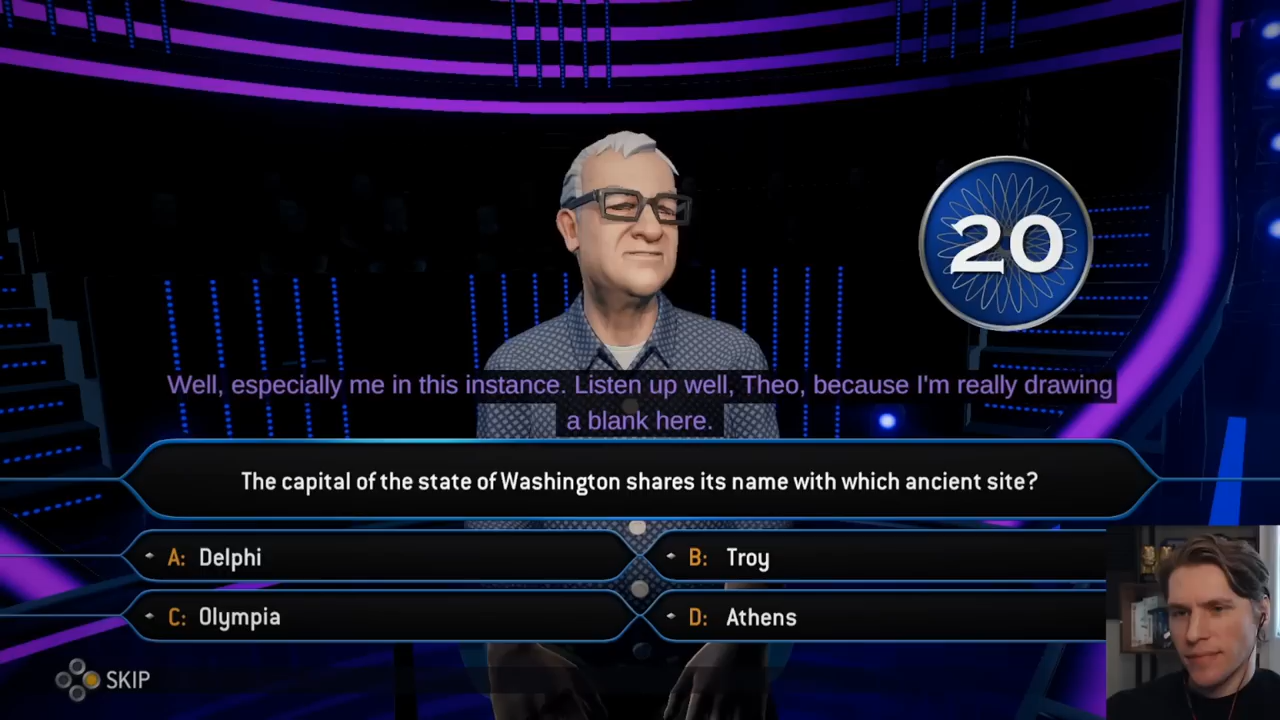 20
Well, especially me in this instance. Listen up well, Theo, because I'm really drawing
a blank here.
The capital of the state of Washington shares its name with which ancient site?
A: Delphi
B: Troy
C: Olympia
D: Athens
SKIP